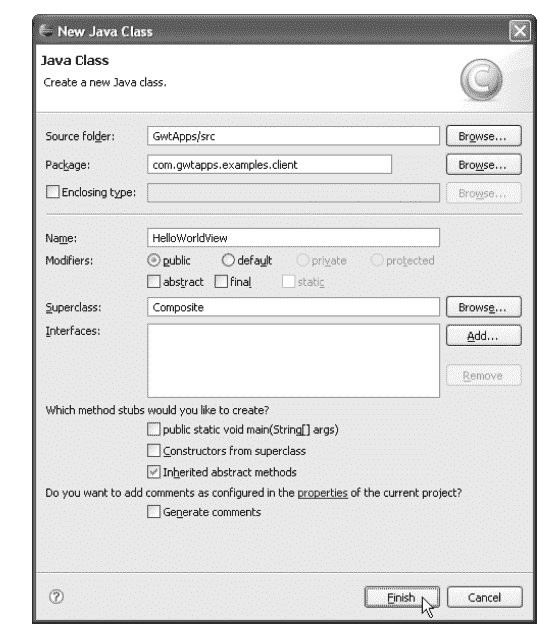 New Java Class
Java Class
Create a new Java class.
C
Source folder: GwtApps/src Browse...
Package: com.gwtapps.examples.client Browse...
Enclosing type: Browse...
Name: HelloWorldView
Modifiers: public default private protected
abstract final static
Superclass: Composite Browse...
Interfaces: Add...
Remove
Which method stubs would you like to create?
public static void main(String[] args)
Constructors from superclass
Inherited abstract methods
Do you want to add comments as configured in the properties of the current project?
Generate comments
? Finish Cancel